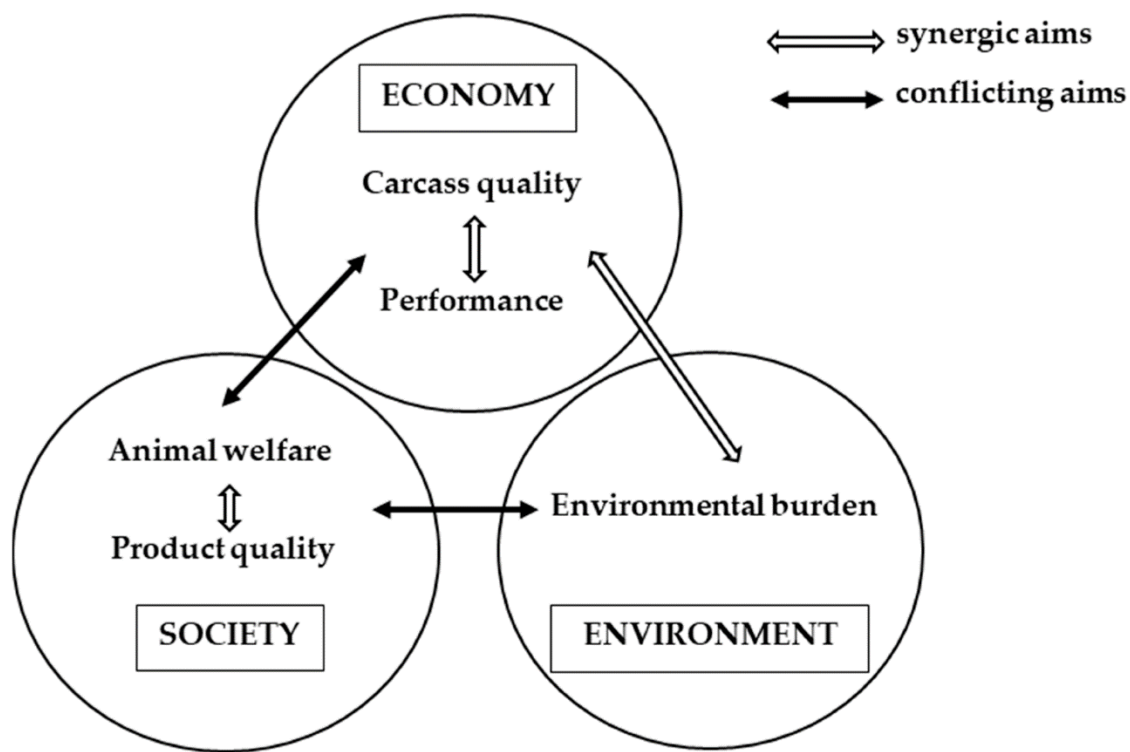 synergic aims
conflicting aims
ECONOMY
Carcass quality
Performance
Animal welfare
Product quality
SOCIETY
Environmental burden
ENVIRONMENT